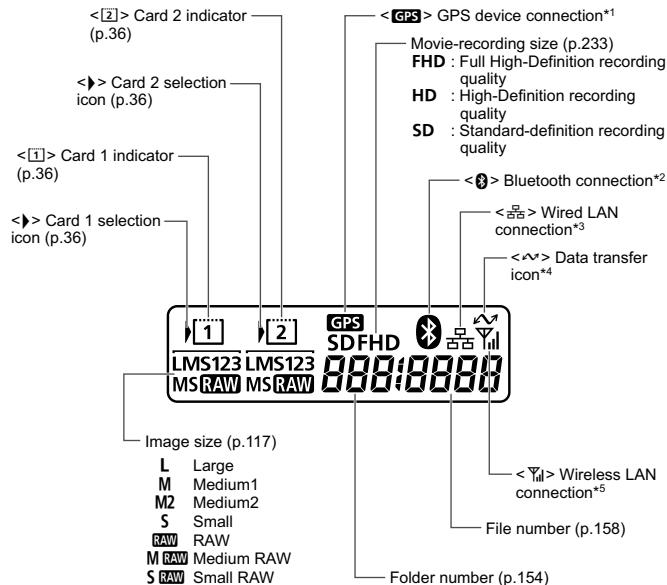 <2> Card 2 indicator
(p.36)
<GPS> GPS device connection*1
Movie-recording size (p.233)
FHD : Full High-Definition recording
quality
HD : High-Definition recording
quality
SD : Standard-definition recording
quality
<> Card 2 selection
icon (p.36)
<1> Card 1 indicator
(p.36)
<> Bluetooth connection*2
<> Wired LAN
connection*3
<> Card 1 selection
icon (p.36)
<> Data transfer
icon*4
1 2 GPS
SDFHD
LMS123 LMS123
MS RAW MS RAW 888:8888
Image size (p.117)
L Large
M Medium1
M2 Medium2
S Small
RAW RAW
M RAW Medium RAW
S RAW Small RAW
<> Wireless LAN
connection*5
File number (p.158)
Folder number (p.154)